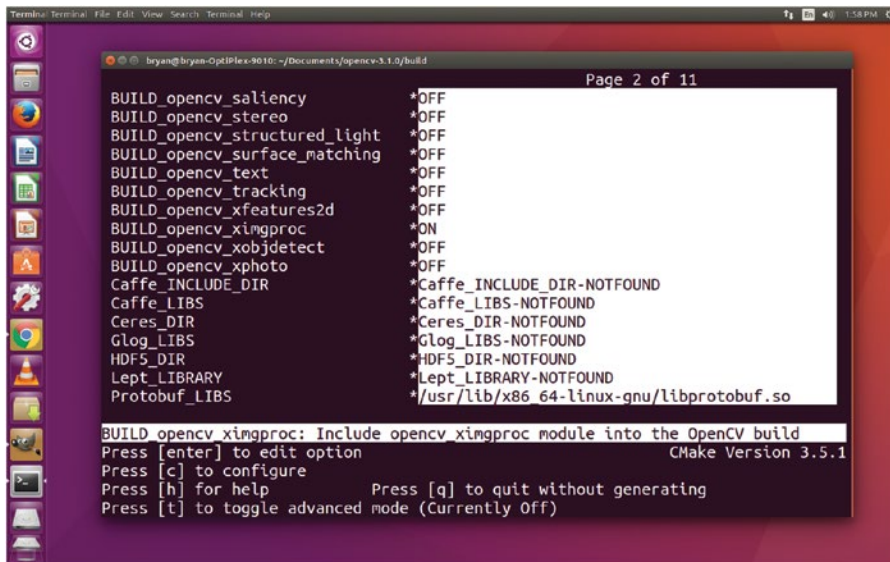 Terminal Terminal File Edit View Search Terminal Help En 1:58 PM
bryan@bryan-OptiPlex-9010: ~/Documents/opencv-3.1.0/build
Page 2 of 11
BUILD_opencv_saliency *OFF
BUILD_opencv_stereo *OFF
BUILD_opencv_structured_light *OFF
BUILD_opencv_surface_matching *OFF
BUILD_opencv_text *OFF
BUILD_opencv_tracking *OFF
BUILD_opencv_xfeatures2d *OFF
BUILD_opencv_ximgproc *ON
BUILD_opencv_xobjdetect *OFF
BUILD_opencv_xphoto *OFF
Caffe_INCLUDE_DIR *Caffe_INCLUDE_DIR-NOTFOUND
Caffe_LIBS *Caffe_LIBS-NOTFOUND
Ceres_DIR *Ceres_DIR-NOTFOUND
Glog_LIBS *Glog_LIBS-NOTFOUND
HDF5_DIR *HDF5_DIR-NOTFOUND
Lept_LIBRARY *Lept_LIBRARY-NOTFOUND
Protobuf_LIBS */usr/lib/x86_64-linux-gnu/libprotobuf.so
BUILD_opencv_ximgproc: Include opencv_ximgproc module into the OpenCV build
Press [enter] to edit option CMake Version 3.5.1
Press [c] to configure
Press [h] for help Press [q] to quit without generating
Press [t] to toggle advanced mode (Currently Off)